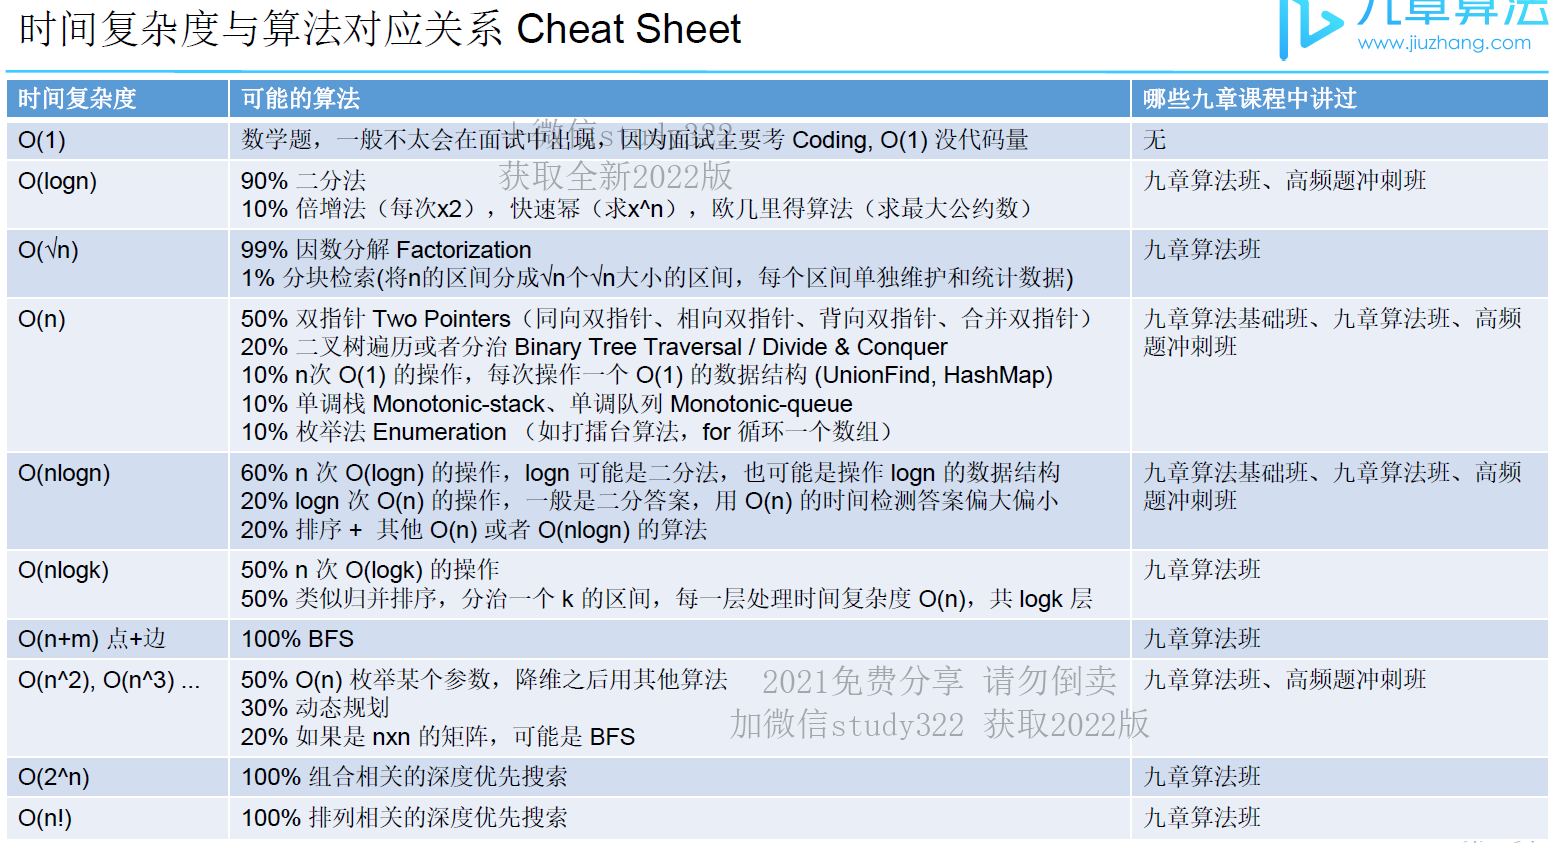 时间复杂度与算法对应关系 Cheat Sheet
九章算法
www.jiuzhang.com
时间复杂度 可能的算法 哪些九章课程中讲过
O(1) 数学题，一般不太会在面试中出现，因为面试主要考 Coding, O(1) 没代码量 无
微信study322
获取全新2022版
O(logn) 90% 二分法 九章算法班、高频题冲刺班
10% 倍增法（每次x2），快速幂（求x^n），欧几里得算法（求最大公约数）
O(√n) 99% 因数分解 Factorization 九章算法班
1% 分块检索(将n的区间分成√n个√n大小的区间，每个区间单独维护和统计数据)
O(n) 50% 双指针 Two Pointers（同向双指针、相向双指针、背向双指针、合并双指针） 九章算法基础班、九章算法班、高频
20% 二叉树遍历或者分治 Binary Tree Traversal / Divide & Conquer 题冲刺班
10% n次 O(1) 的操作，每次操作一个 O(1) 的数据结构 (UnionFind, HashMap)
10% 单调栈 Monotonic-stack、单调队列 Monotonic-queue
10% 枚举法 Enumeration （如打擂台算法，for 循环一个数组）
O(nlogn) 60% n 次 O(logn) 的操作，logn 可能是二分法，也可能是操作 logn 的数据结构 九章算法基础班、九章算法班、高频
20% logn 次 O(n) 的操作，一般是二分答案，用 O(n) 的时间检测答案偏大偏小 题冲刺班
20% 排序 + 其他 O(n) 或者 O(nlogn) 的算法
O(nlogk) 50% n 次 O(logk) 的操作 九章算法班
50% 类似归并排序，分治一个 k 的区间，每一层处理时间复杂度 O(n)，共 logk 层
O(n+m) 点+边 100% BFS 九章算法班
O(n^2), O(n^3) ... 50% O(n) 枚举某个参数，降维之后用其他算法 九章算法班、高频题冲刺班
30% 动态规划
20% 如果是 nxn 的矩阵，可能是 BFS
2021免费分享 请勿倒卖
加微信study322 获取2022版
O(2^n) 100% 组合相关的深度优先搜索 九章算法班
O(n!) 100% 排列相关的深度优先搜索 九章算法班